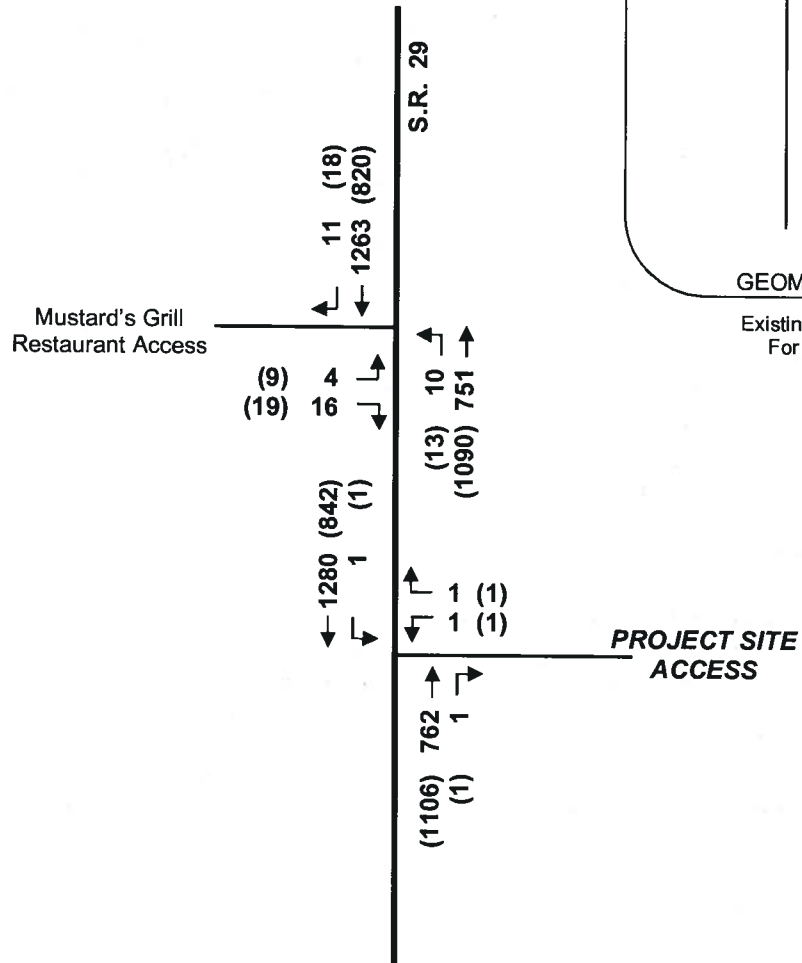 S.R. 29
11 (18)
1263 (820)
GEOM
Existin
For
Mustard's Grill
Restaurant Access
(9) 4
(19) 16
(13) 10
(1090) 751
1280 (842)
1 (1)
1 (1)
1 (1)
PROJECT SITE
ACCESS
(1106) 762
(1) 1